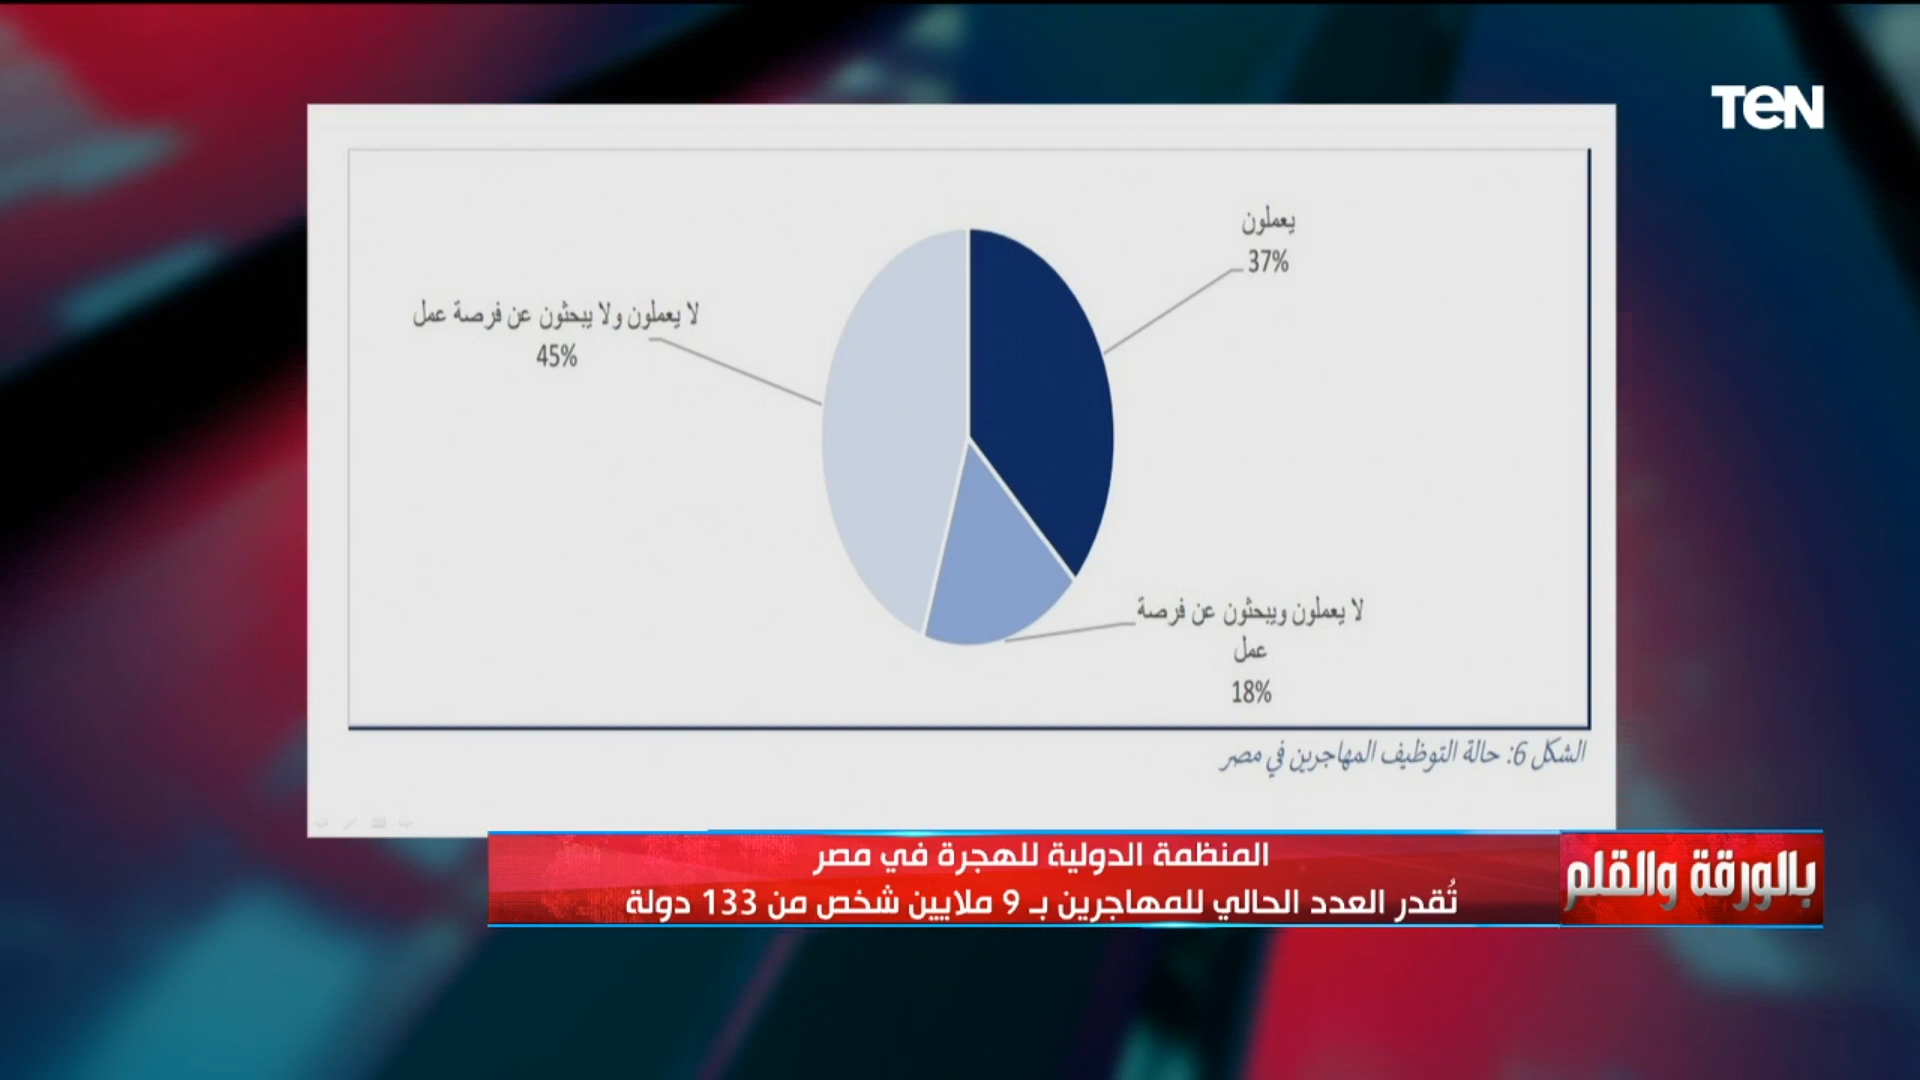 TeN
يعملون
37%
لا يعملون ولا يبحثون عن فرصة عمل
45%
لا يعملون ويبحثون عن فرصة
عمل
18%
الشكل 6: حالة التوظيف المهاجرين في مصر
بالورقة والقلم
المنظمة الدولية للهجرة في مصر
تُقدر العدد الحالي للمهاجرين بـ 9 ملايين شخص من 133 دولة